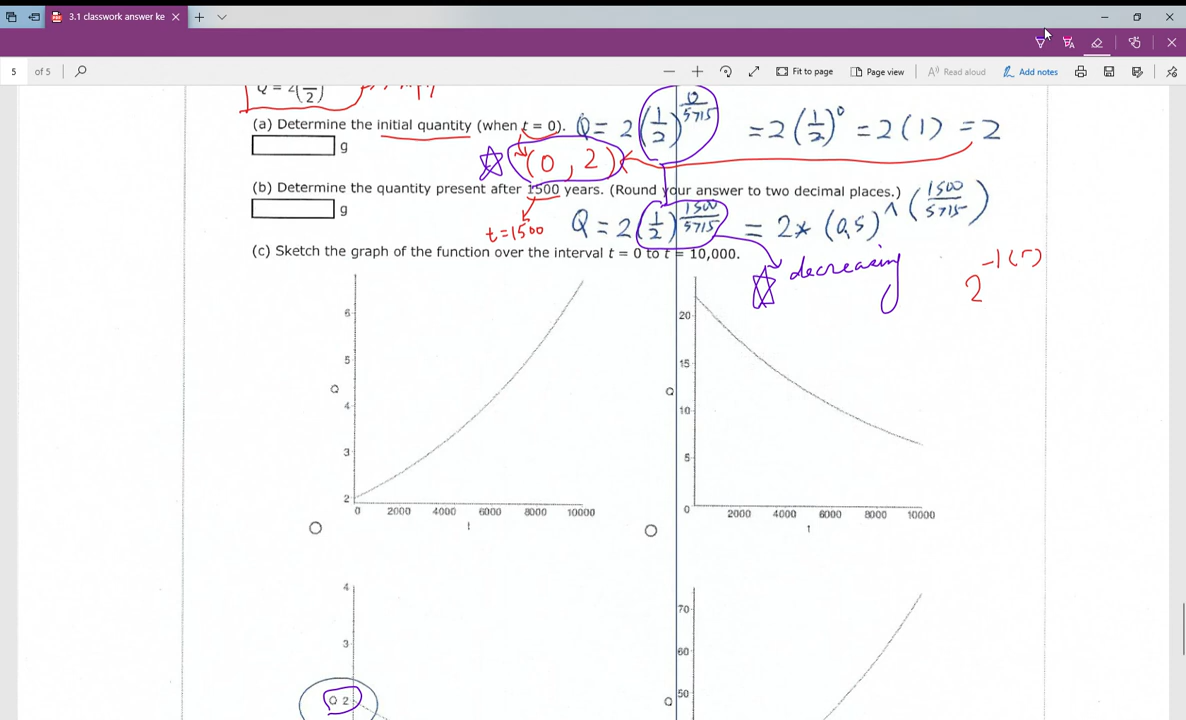 3.1 classwork answer ke
5 of 5 Fit to page Page view Read aloud Add notes
Q = 2(1/2)
(a) Determine the initial quantity (when t = 0). Q = 2(1/2)^(0/5715) = 2(1/2)^0 = 2(1) = 2
g
(0, 2)
(b) Determine the quantity present after 1500 years. (Round your answer to two decimal places.)
g
t=1500 Q = 2(1/2)^(1500/5715) = 2*(0.5)^(1500/5715)
(c) Sketch the graph of the function over the interval t = 0 to t = 10,000.
decreasing
2
6
5
Q
4
3
2
0 2000 4000 6000 8000 10000
t
20
15
Q
10
5
0
2000 4000 6000 8000 10000
t
4
3
Q 2
70
60
50
Q